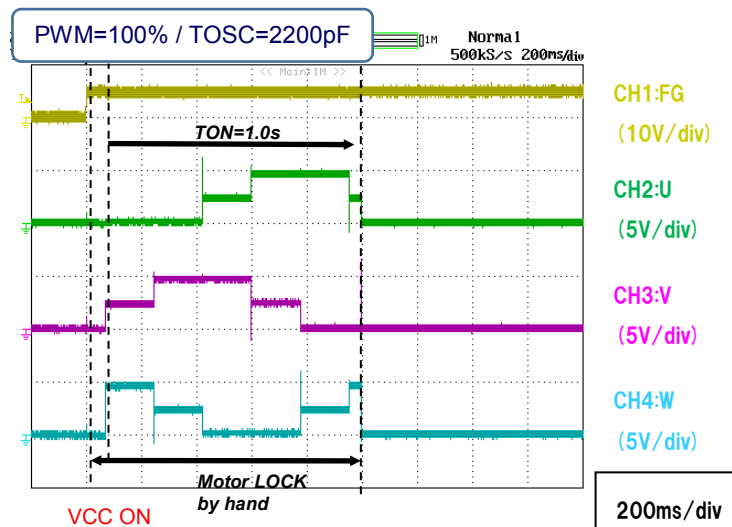 PWM=100% / TOSC=2200pF
1M
Normal
500kS/s 200ms/div
<< Main:1M >>
TON=1.0s
CH1:FG
(10V/div)
CH2:U
(5V/div)
CH3:V
(5V/div)
CH4:W
(5V/div)
Motor LOCK
by hand
VCC ON
200ms/div